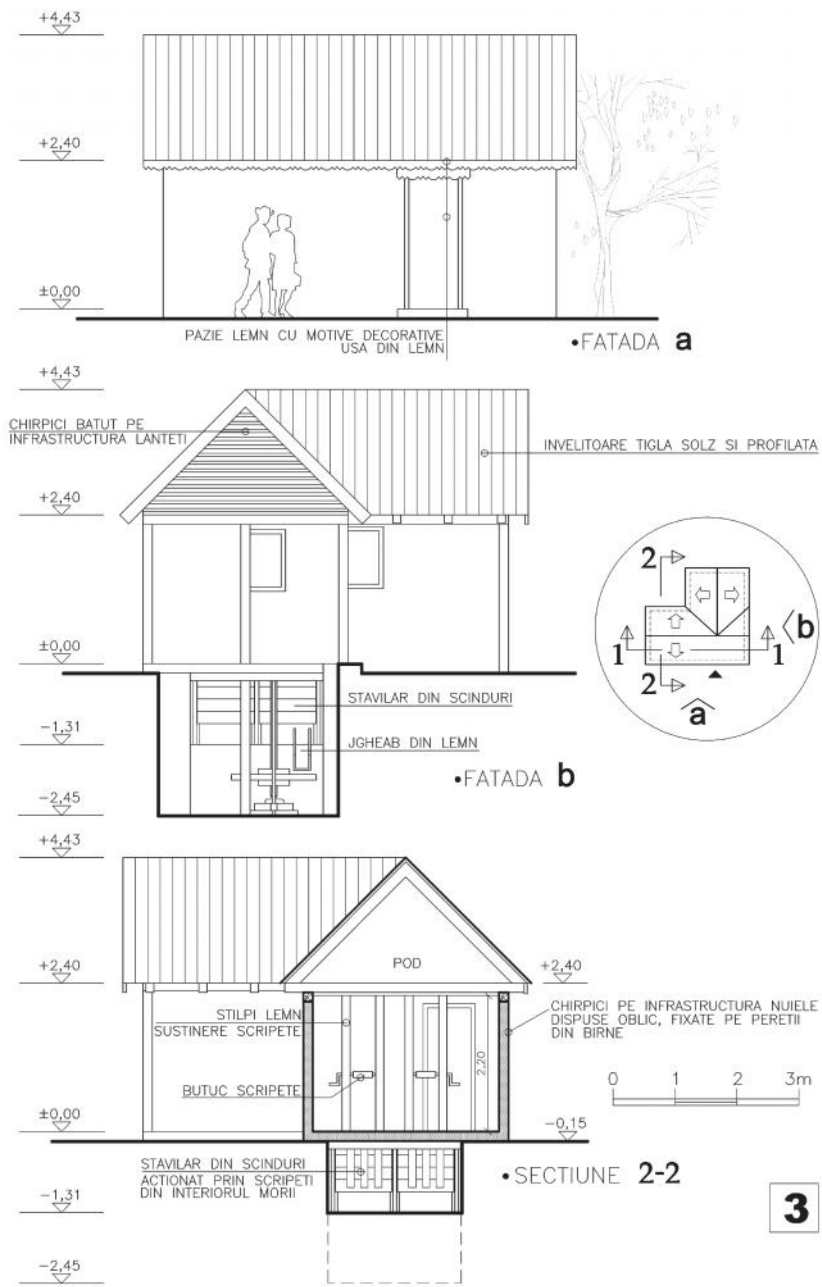 +4,43
+2,40
±0,00
PAZIE LEMN CU MOTIVE DECORATIVE
USA DIN LEMN
•FATADA a
+4,43
CHIRPICI BATUT PE
INFRASTRUCTURA LANTETI
INVELITOARE TIGLA SOLZ SI PROFILATA
+2,40
±0,00
STAVILAR DIN SCINDURI
-1,31
JGHEAB DIN LEMN
•FATADA b
-2,45
2
b
1
1
2
a
+4,43
POD
+2,40
+2,40
STILPI LEMN
SUSTINERE SCRIPETE
CHIRPICI PE INFRASTRUCTURA NUIELE
DISPUSE OBLIC, FIXATE PE PERETII
DIN BIRNE
2,20
BUTUC SCRIPETE
0 1 2 3m
±0,00
-0,15
STAVILAR DIN SCINDURI
ACTIONAT PRIN SCRIPETI
DIN INTERIORUL MORII
•SECTIUNE 2-2
-1,31
3
-2,45